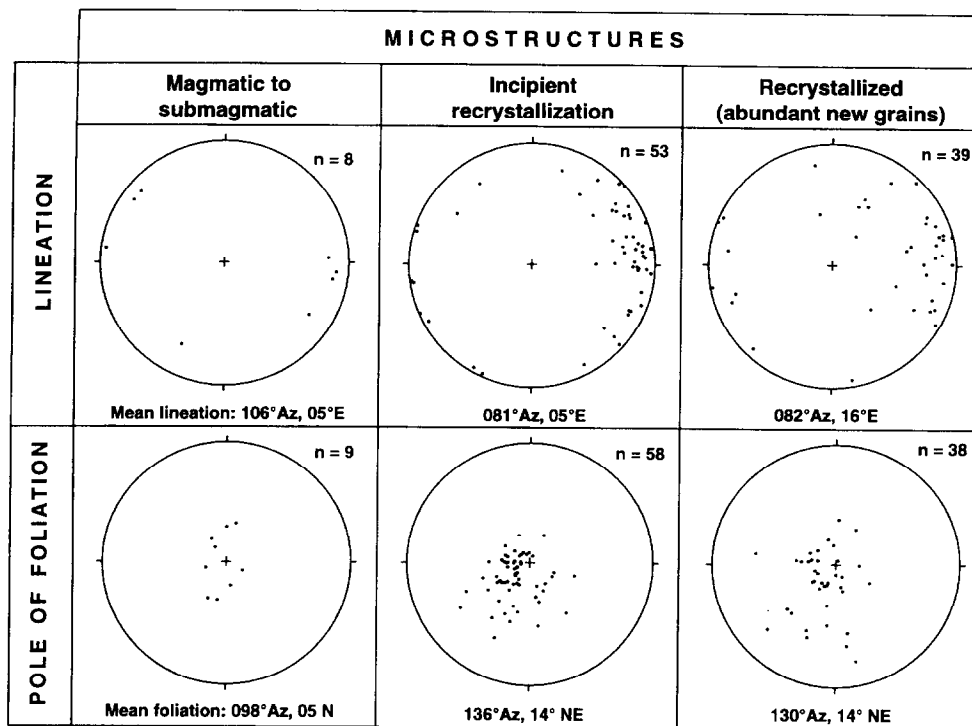 MICROSTRUCTURES
Magmatic to
submagmatic
Incipient
recrystallization
Recrystallized
(abundant new grains)
LINEATION
n = 8
n = 53
n = 39
Mean lineation: 106°Az, 05°E
081°Az, 05°E
082°Az, 16°E
POLE OF FOLIATION
n = 9
n = 58
n = 38
Mean foliation: 098°Az, 05 N
136°Az, 14° NE
130°Az, 14° NE